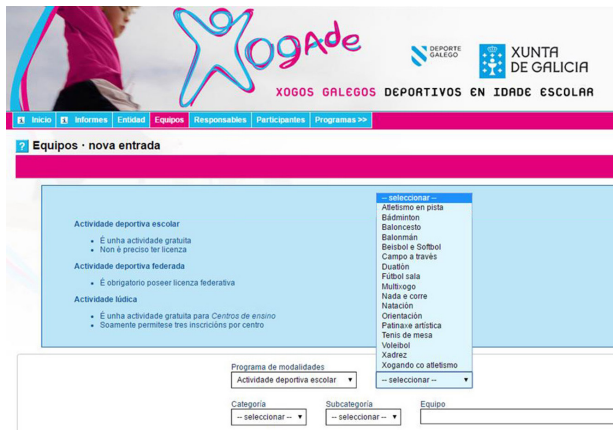 XOgAde
DEPORTE
GALEGO
XUNTA
DE GALICIA
XOGOS GALEGOS DEPORTIVOS EN IDADE ESCOLAR
Inicio Informes Entidad Equipos Responsables Participantes Programas >>
? Equipos · nova entrada
Actividade deportiva escolar
• É unha actividade gratuita
• Non é preciso ter licenza
Actividade deportiva federada
• É obrigatorio poseer licenza federativa
Actividade lúdica
• É unha actividade gratuita para Centros de ensino
• Soamente permitese tres inscricións por centro
-- seleccionar --
Atletismo en pista
Bádminton
Baloncesto
Balonmán
Beisbol e Softbol
Campo a través
Duatlón
Fútbol sala
Multixogo
Nada e corre
Natación
Orientación
Patinaxe artística
Tenis de mesa
Voleibol
Xadrez
Xogando co atletismo
Programa de modalidades
Actividade deportiva escolar
-- seleccionar --
Categoría Subcategoría Equipo
-- seleccionar -- -- seleccionar --